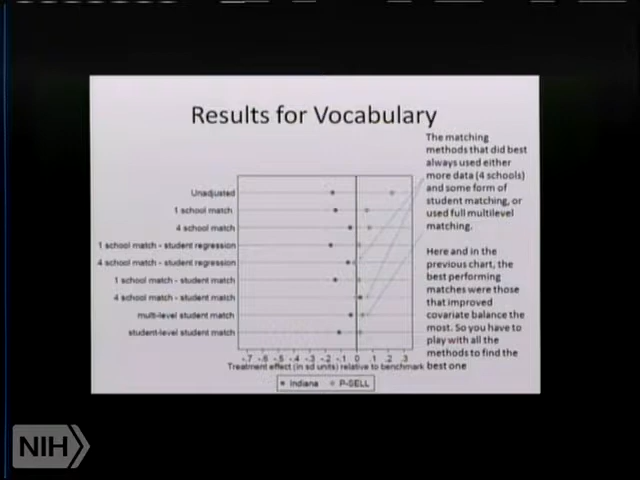 Results for Vocabulary
The matching
methods that did best
always used either
more data (4 schools)
and some form of
student matching, or
used full multilevel
matching.
Here and in the
previous chart, the
best performing
matches were those
that improved
covariate balance the
most. So you have to
play with all the
methods to find the
best one
Unadjusted
1 school match
4 school match
1 school match - student regression
4 school match - student regression
1 school match - student match
4 school match - student match
multi-level student match
student-level student match
-.7 -.6 -.5 -.4 -.3 -.2 -.1 0 .1 .2 .3
Treatment effect (in sd units) relative to benchmark
Indiana P-SELL
NIH